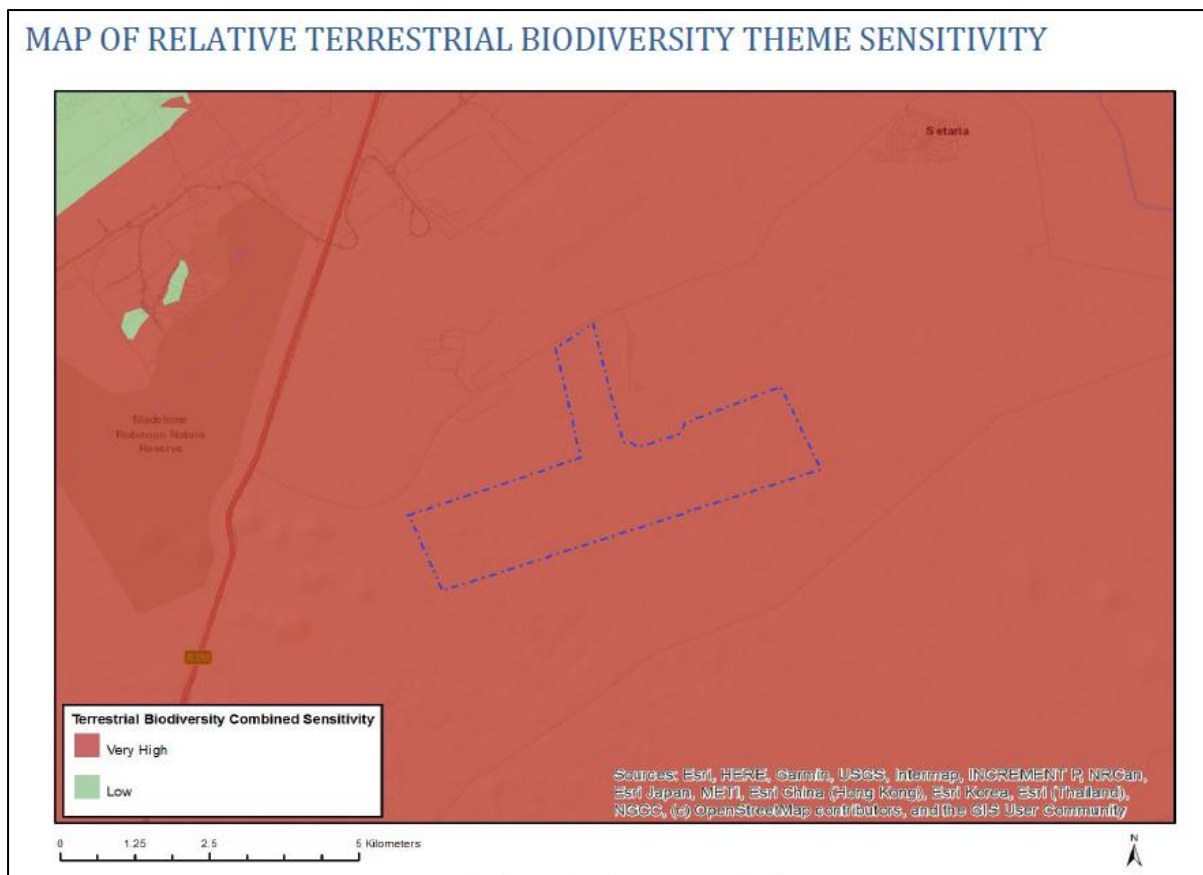 MAP OF RELATIVE TERRESTRIAL BIODIVERSITY THEME SENSITIVITY
Setaria
Robinson Nature
Reserve
Terrestrial Biodiversity Combined Sensitivity
Very High
Low
Sources: Esri, HERE, Garmin, USGS, Intermap, INCREMENT P, NRCan,
Esri Japan, METI, Esri China (Hong Kong), Esri Korea, Esri (Thailand),
NGCC, (c) OpenStreetMap contributors, and the GIS User Community
0 1.25 2.5 5 Kilometers
N